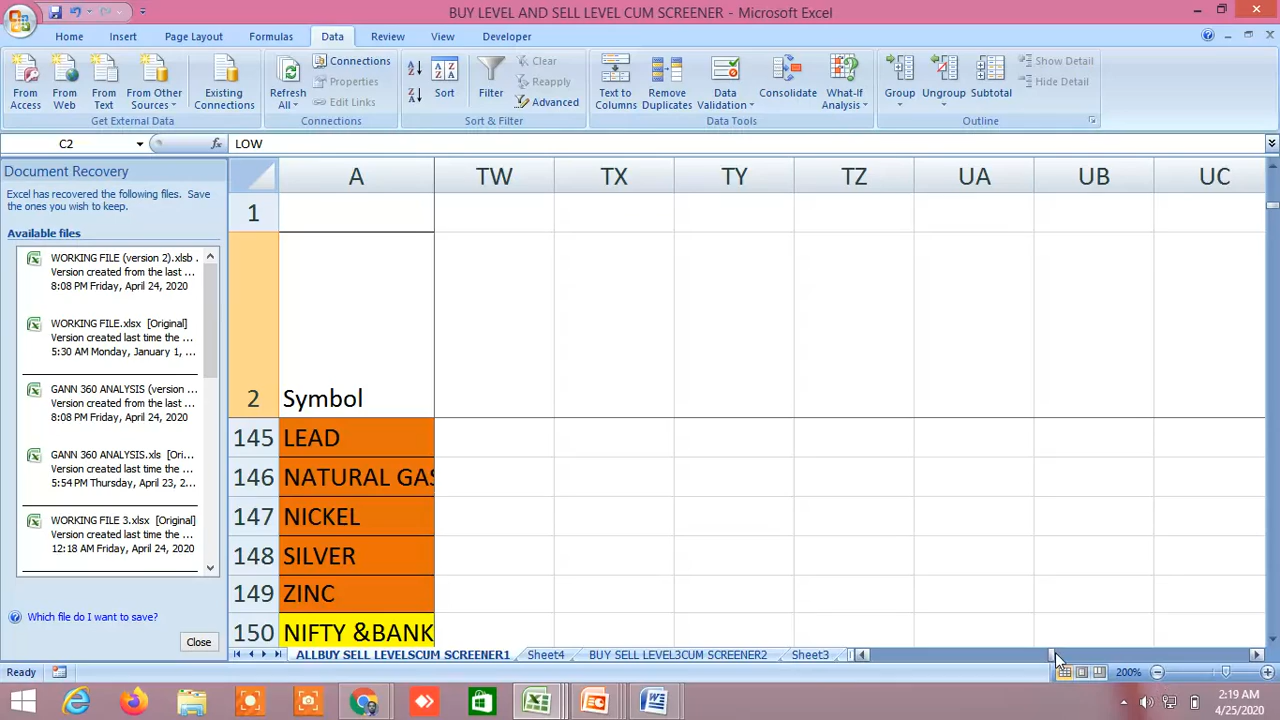 BUY LEVEL AND SELL LEVEL CUM SCREENER - Microsoft Excel
Home Insert Page Layout Formulas Data Review View Developer
From Access
From Web
From Text
From Other Sources
Existing Connections
Get External Data
Refresh All
Connections
Properties
Edit Links
Connections
Sort
Filter
Clear
Reapply
Advanced
Sort & Filter
Text to Columns
Remove Duplicates
Data Validation
Consolidate
What-If Analysis
Data Tools
Group
Ungroup
Subtotal
Show Detail
Hide Detail
Outline
C2 fx LOW
Document Recovery
Excel has recovered the following files. Save
the ones you wish to keep.
Available files
WORKING FILE (version 2).xlsb .
Version created from the last ...
8:08 PM Friday, April 24, 2020
WORKING FILE.xlsx [Original]
Version created last time the ...
5:30 AM Monday, January 1, ...
GANN 360 ANALYSIS (version ...
Version created from the last ...
8:08 PM Friday, April 24, 2020
GANN 360 ANALYSIS.xls [Ori...
Version created last time the ...
5:54 PM Thursday, April 23, 2...
WORKING FILE 3.xlsx [Original]
Version created last time the ...
12:18 AM Friday, April 24, 2020
Which file do I want to save?
Close
A TW TX TY TZ UA UB UC
1
2 Symbol
145 LEAD
146 NATURAL GAS
147 NICKEL
148 SILVER
149 ZINC
150 NIFTY &BANK
ALLBUY SELL LEVELSCUM SCREENER1 Sheet4 BUY SELL LEVEL3CUM SCREENER2 Sheet3
Ready 200%
2:19 AM
4/25/2020